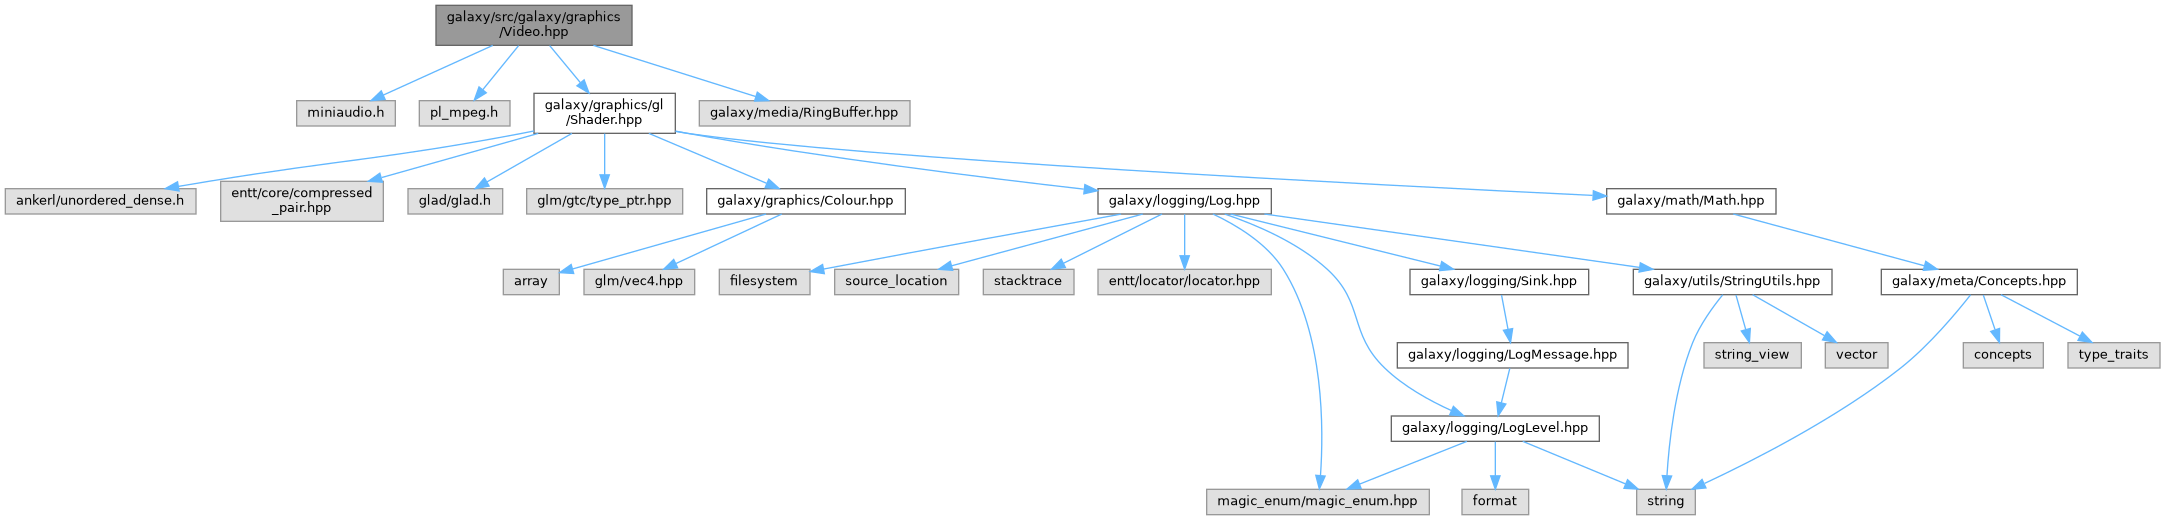 galaxy/src/galaxy/graphics
/Video.hpp
miniaudio.h
pl_mpeg.h
galaxy/graphics/gl
/Shader.hpp
galaxy/media/RingBuffer.hpp
ankerl/unordered_dense.h
entt/core/compressed
_pair.hpp
glad/glad.h
glm/gtc/type_ptr.hpp
galaxy/graphics/Colour.hpp
galaxy/logging/Log.hpp
galaxy/math/Math.hpp
array
glm/vec4.hpp
filesystem
source_location
stacktrace
entt/locator/locator.hpp
galaxy/logging/Sink.hpp
galaxy/utils/StringUtils.hpp
galaxy/meta/Concepts.hpp
galaxy/logging/LogMessage.hpp
string_view
vector
concepts
type_traits
galaxy/logging/LogLevel.hpp
magic_enum/magic_enum.hpp
format
string